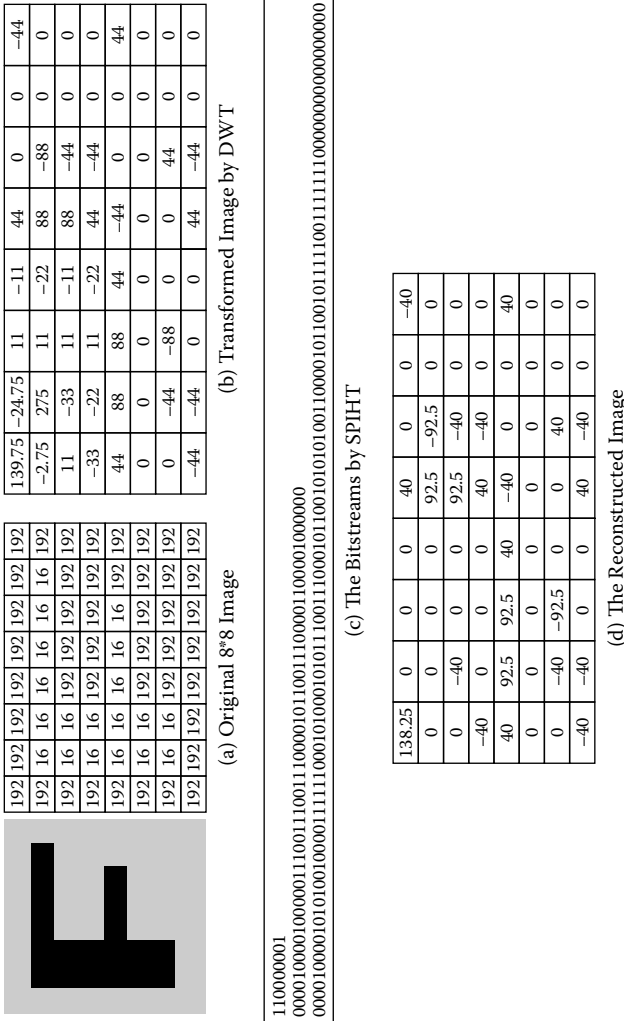 192 192 192 192 192 192 192 192
192 16 16 16 16 16 16 192
192 16 16 192 192 192 192 192
192 16 16 192 192 192 192 192
192 16 16 16 16 16 192 192
192 16 16 192 192 192 192 192
192 16 16 192 192 192 192 192
192 192 192 192 192 192 192 192
(a) Original 8*8 Image
139.75 −24.75 11 −11 44 0 0 −44
−2.75 275 11 −22 88 −88 0 0
11 −33 11 −11 88 −44 0 0
−33 −22 11 −22 44 −44 0 0
44 88 88 44 −44 0 0 44
0 0 0 0 0 0 0 0
0 −44 −88 0 0 44 0 0
−44 −44 0 0 44 −44 0 0
(b) Transformed Image by DWT
110000001
(c) The Bitstreams by SPIHT
138.25 0 0 0 40 0 0 −40
0 0 0 0 92.5 −92.5 0 0
0 −40 0 0 92.5 −40 0 0
−40 0 0 0 40 −40 0 0
40 92.5 92.5 40 −40 0 0 40
0 0 0 0 0 0 0 0
0 −40 −92.5 0 0 40 0 0
−40 −40 0 0 40 −40 0 0
(d) The Reconstructed Image